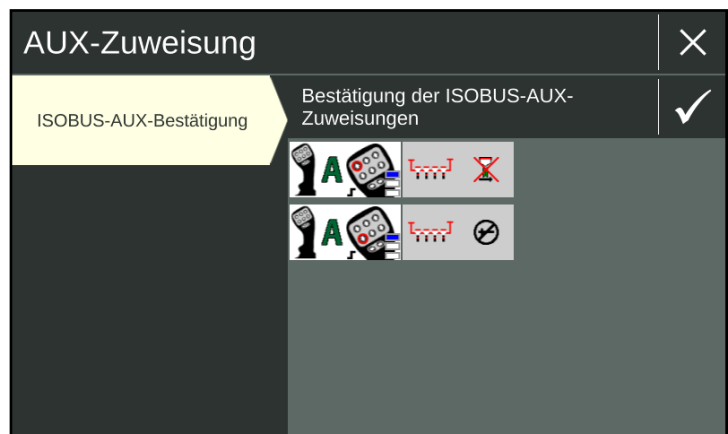 AUX-Zuweisung
ISOBUS-AUX-Bestätigung
Bestätigung der ISOBUS-AUX-
Zuweisungen
A
A